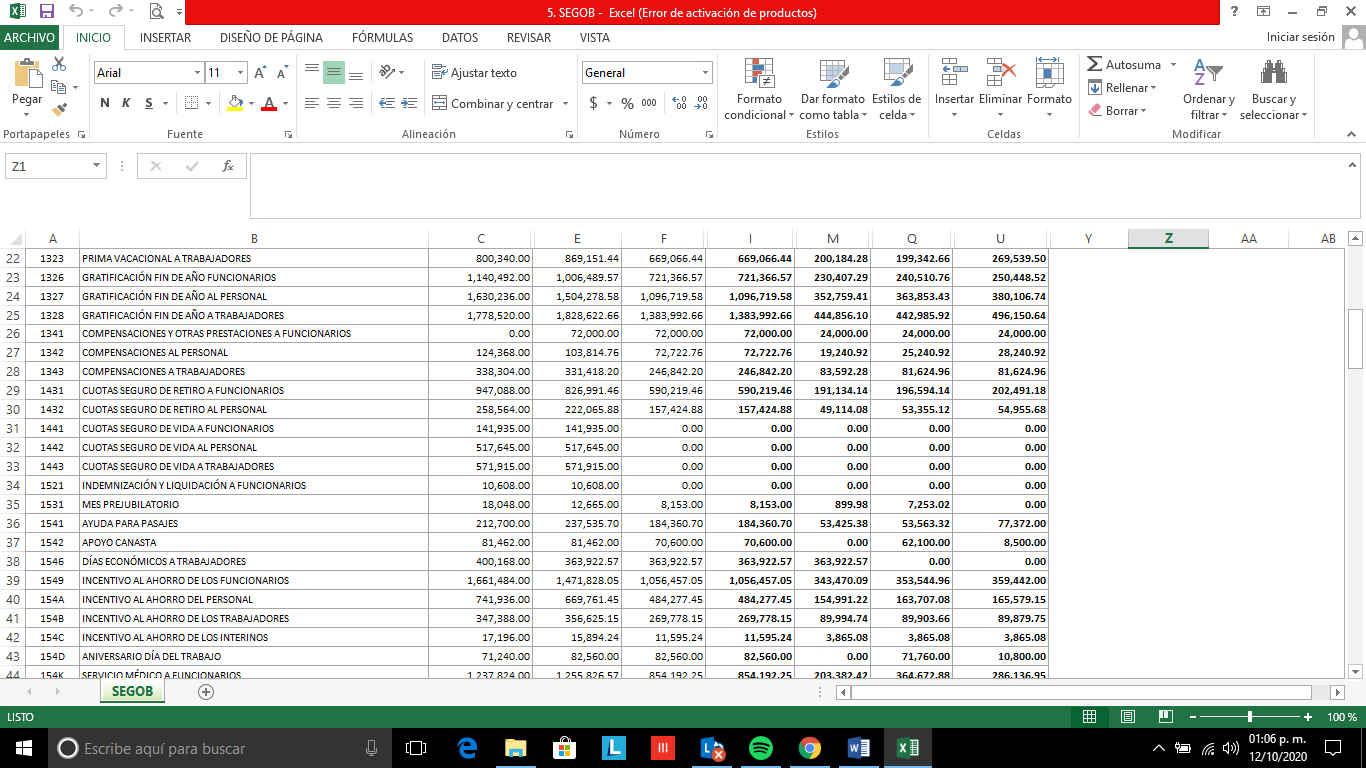 5. SEGOB - Excel (Error de activación de productos)
ARCHIVO INICIO INSERTAR DISEÑO DE PÁGINA FÓRMULAS DATOS REVISAR VISTA Iniciar sesión
Pegar Arial 11 Ajustar texto General Formato condicional Dar formato como tabla Estilos de celda Insertar Eliminar Formato Autosuma Rellenar Borrar Ordenar y filtrar Buscar y seleccionar
N K S Combinar y centrar $ % 000
Portapapeles Fuente Alineación Número Estilos Celdas Modificar
Z1 fx
A B C E F I M Q U Y Z AA AB
22 1323 PRIMA VACACIONAL A TRABAJADORES 800,340.00 869,151.44 669,066.44 669,066.44 200,184.28 199,342.66 269,539.50
23 1326 GRATIFICACIÓN FIN DE AÑO FUNCIONARIOS 1,140,492.00 1,006,489.57 721,366.57 721,366.57 230,407.29 240,510.76 250,448.52
24 1327 GRATIFICACIÓN FIN DE AÑO AL PERSONAL 1,630,236.00 1,504,278.58 1,096,719.58 1,096,719.58 352,759.41 363,853.43 380,106.74
25 1328 GRATIFICACIÓN FIN DE AÑO A TRABAJADORES 1,778,520.00 1,828,622.66 1,383,992.66 1,383,992.66 444,856.10 442,985.92 496,150.64
26 1341 COMPENSACIONES Y OTRAS PRESTACIONES A FUNCIONARIOS 0.00 72,000.00 72,000.00 72,000.00 24,000.00 24,000.00 24,000.00
27 1342 COMPENSACIONES AL PERSONAL 124,368.00 103,814.76 72,722.76 72,722.76 19,240.92 25,240.92 28,240.92
28 1343 COMPENSACIONES A TRABAJADORES 338,304.00 331,418.20 246,842.20 246,842.20 83,592.28 81,624.96 81,624.96
29 1431 CUOTAS SEGURO DE RETIRO A FUNCIONARIOS 947,088.00 826,991.46 590,219.46 590,219.46 191,134.14 196,594.14 202,491.18
30 1432 CUOTAS SEGURO DE RETIRO AL PERSONAL 258,564.00 222,065.88 157,424.88 157,424.88 49,114.08 53,355.12 54,955.68
31 1441 CUOTAS SEGURO DE VIDA A FUNCIONARIOS 141,935.00 141,935.00 0.00 0.00 0.00 0.00 0.00
32 1442 CUOTAS SEGURO DE VIDA AL PERSONAL 517,645.00 517,645.00 0.00 0.00 0.00 0.00 0.00
33 1443 CUOTAS SEGURO DE VIDA A TRABAJADORES 571,915.00 571,915.00 0.00 0.00 0.00 0.00 0.00
34 1521 INDEMNIZACIÓN Y LIQUIDACIÓN A FUNCIONARIOS 10,608.00 10,608.00 0.00 0.00 0.00 0.00 0.00
35 1531 MES PREJUBILATORIO 18,048.00 12,665.00 8,153.00 8,153.00 899.98 7,253.02 0.00
36 1541 AYUDA PARA PASAJES 212,700.00 237,535.70 184,360.70 184,360.70 53,425.38 53,563.32 77,372.00
37 1542 APOYO CANASTA 81,462.00 81,462.00 70,600.00 70,600.00 0.00 62,100.00 8,500.00
38 1546 DÍAS ECONÓMICOS A TRABAJADORES 400,168.00 363,922.57 363,922.57 363,922.57 363,922.57 0.00 0.00
39 1549 INCENTIVO AL AHORRO DE LOS FUNCIONARIOS 1,661,484.00 1,471,828.05 1,056,457.05 1,056,457.05 343,470.09 353,544.96 359,442.00
40 154A INCENTIVO AL AHORRO DEL PERSONAL 741,936.00 669,761.45 484,277.45 484,277.45 154,991.22 163,707.08 165,579.15
41 154B INCENTIVO AL AHORRO DE LOS TRABAJADORES 347,388.00 356,625.15 269,778.15 269,778.15 89,994.74 89,903.66 89,879.75
42 154C INCENTIVO AL AHORRO DE LOS INTERINOS 17,196.00 15,894.24 11,595.24 11,595.24 3,865.08 3,865.08 3,865.08
43 154D ANIVERSARIO DÍA DEL TRABAJO 71,240.00 82,560.00 82,560.00 82,560.00 0.00 71,760.00 10,800.00
44 154K SERVICIO MÉDICO A FUNCIONARIOS 1,237,824.00 1,255,826.57 854,192.25 854,192.25 203,382.42 364,672.88 286,136.95
SEGOB
LISTO 100 %
Escribe aquí para buscar 01:06 p. m.
12/10/2020